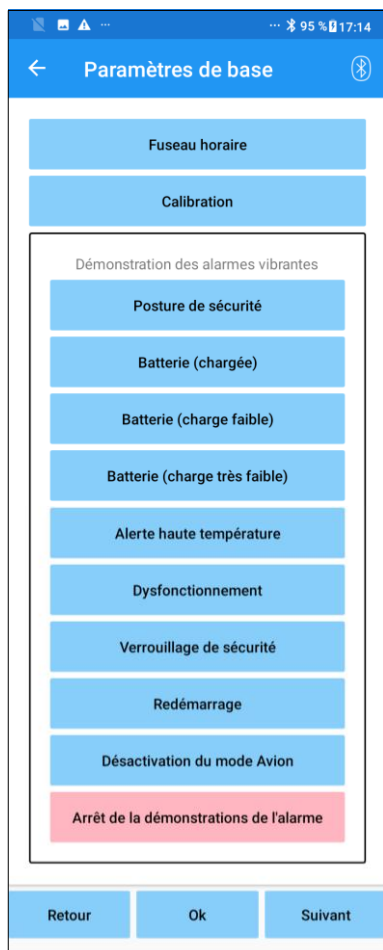 ... ... 95 % 17:14
Paramètres de base
Fuseau horaire
Calibration
Démonstration des alarmes vibrantes
Posture de sécurité
Batterie (chargée)
Batterie (charge faible)
Batterie (charge très faible)
Alerte haute température
Dysfonctionnement
Verrouillage de sécurité
Redémarrage
Désactivation du mode Avion
Arrêt de la démonstrations de l'alarme
Retour Ok Suivant